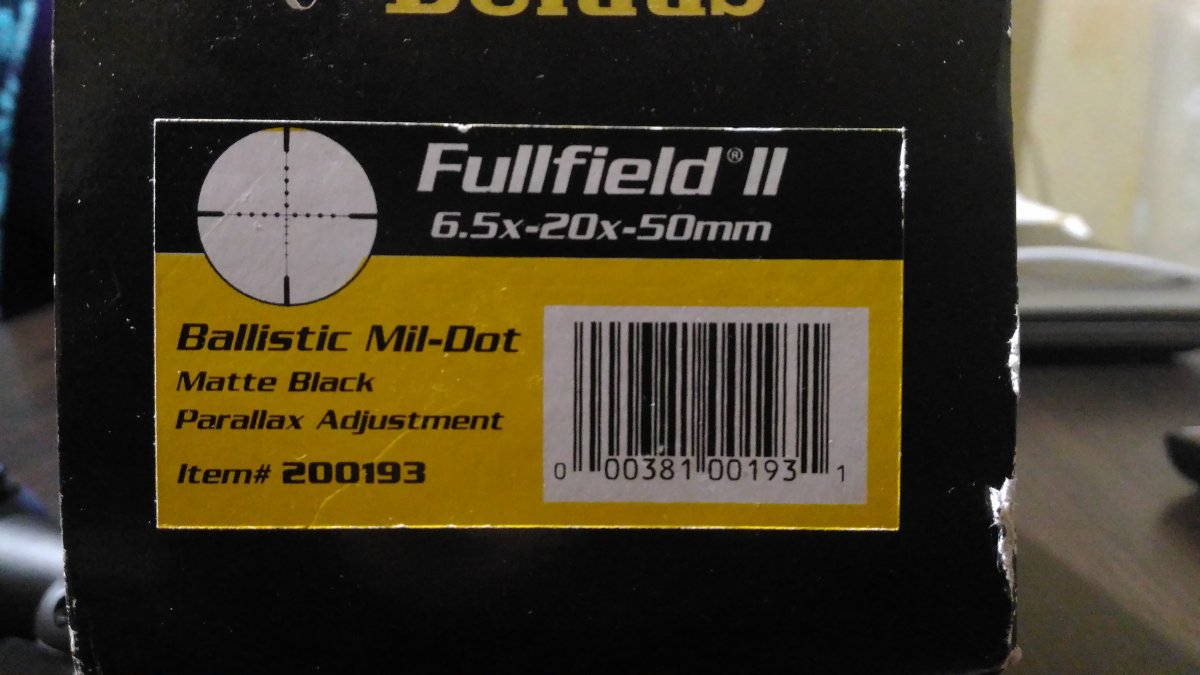 Fullfield® II
6.5x-20x-50mm
Ballistic Mil-Dot
Matte Black
Parallax Adjustment
Item# 200193
0 00381 00193 1